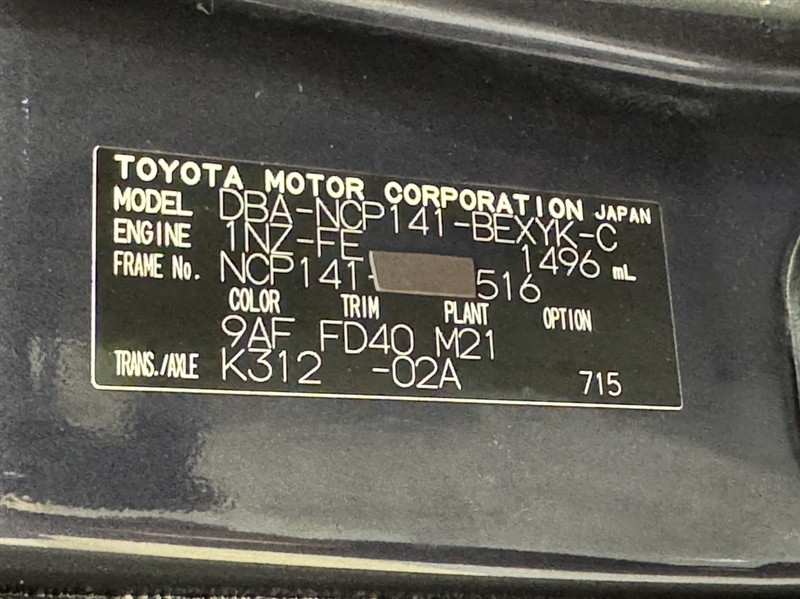 TOYOTA MOTOR CORPORATION JAPAN
MODEL DBA-NCP141-BEXYK-C
ENGINE 1NZ-FE 1496 mL
FRAME No. NCP141- 516
COLOR TRIM PLANT OPTION
9AF FD40 M21
TRANS./AXLE K312 -02A 715